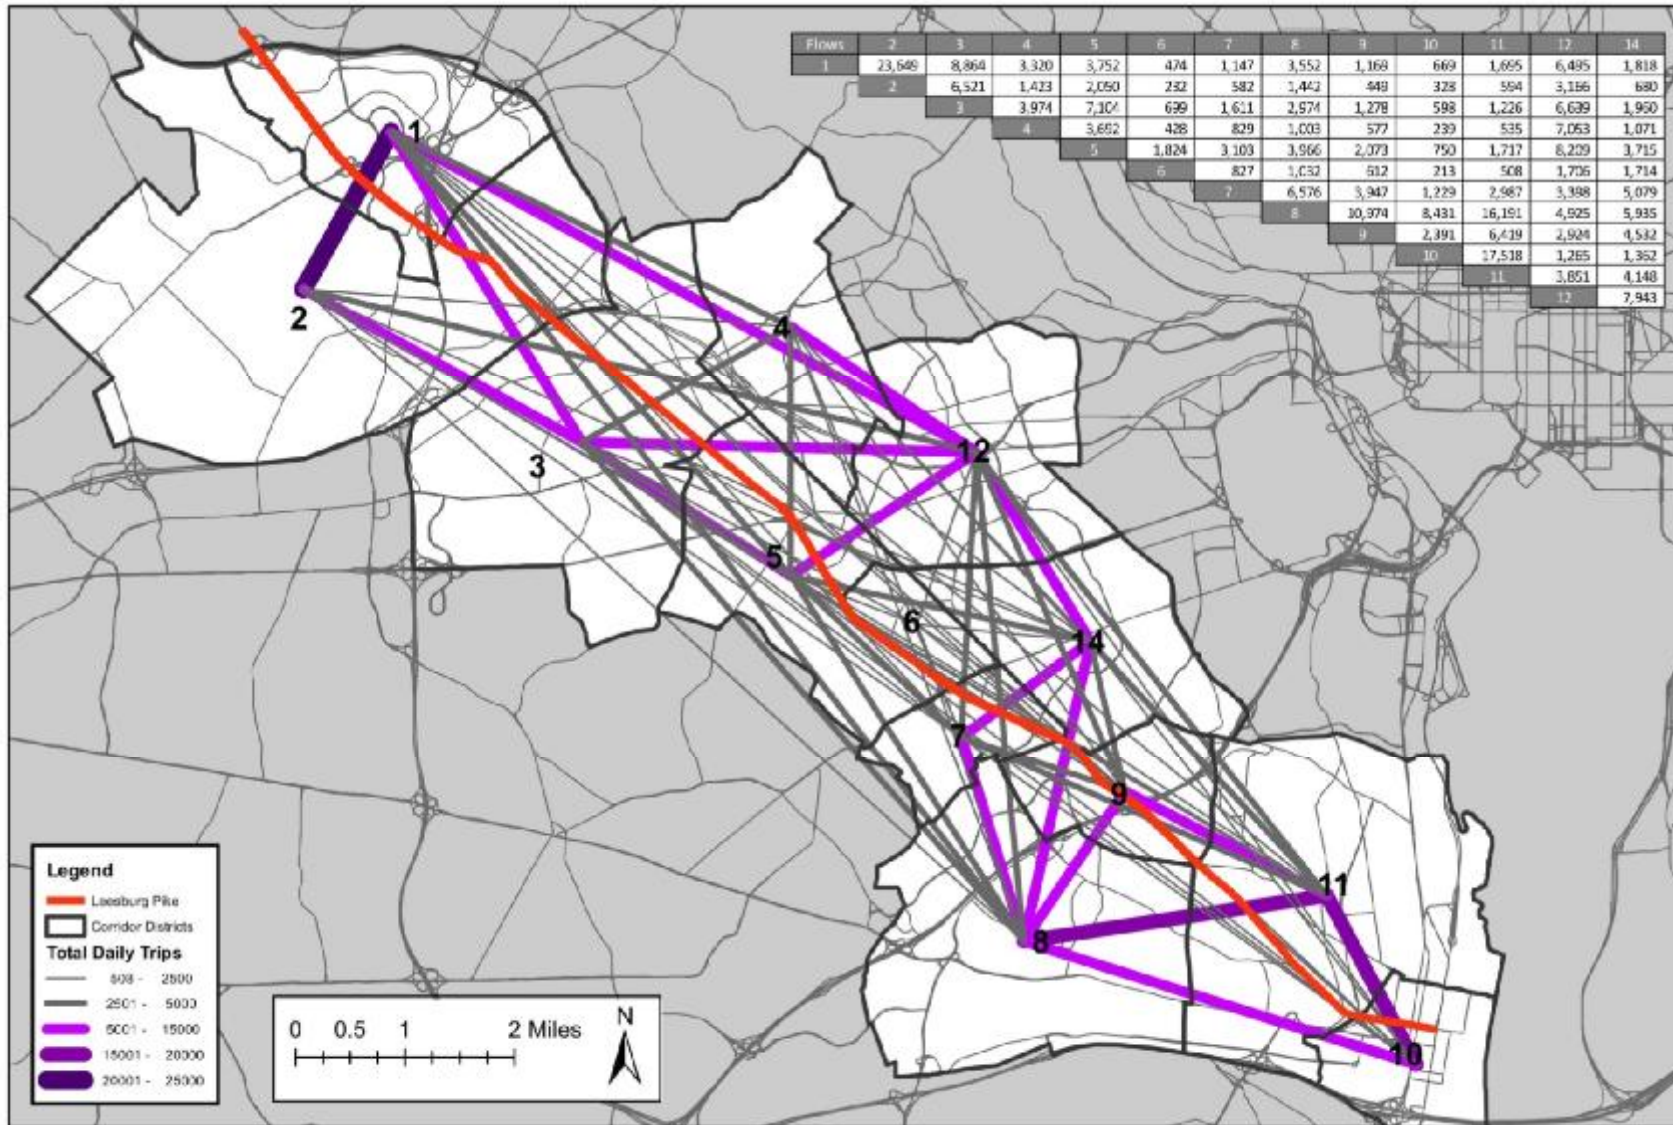 Flows 2 3 4 5 6 7 8 9 10 11 12 14
1 23,649 8,864 3,320 3,752 474 1,147 3,552 1,169 669 1,695 6,495 1,818
2 6,521 1,423 2,050 232 582 1,442 449 328 594 3,166 680
3 3,974 7,104 699 1,611 2,974 1,278 598 1,226 6,639 1,960
4 3,692 428 829 1,003 577 239 535 7,053 1,071
5 1,824 3,103 3,966 2,073 750 1,717 8,209 3,715
6 827 1,032 612 213 508 1,706 1,714
7 6,576 3,947 1,229 2,987 3,398 5,079
8 10,974 8,431 16,191 4,925 5,935
9 2,391 6,419 2,924 4,532
10 17,518 1,265 1,362
11 3,851 4,148
12 7,943
1
2
4
12
3
5
6
14
7
9
11
8
10
Legend
Leesburg Pike
Corridor Districts
Total Daily Trips
508 - 2500
2501 - 5000
5001 - 15000
15001 - 20000
20001 - 25000
0 0.5 1 2 Miles
N